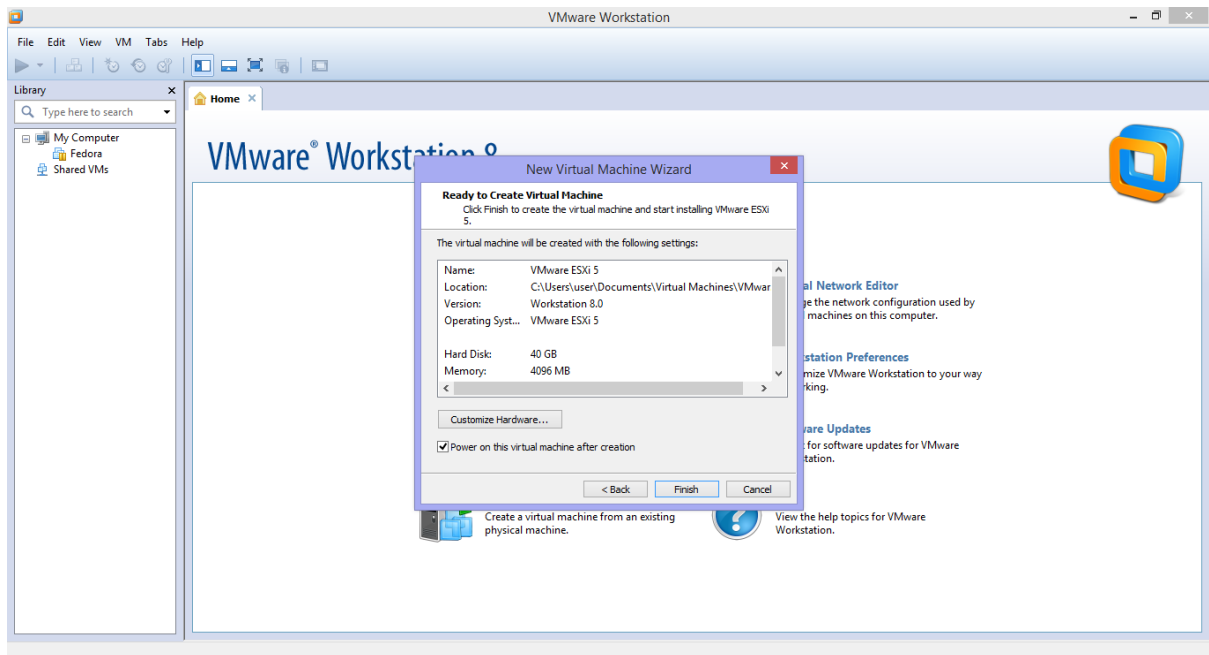 VMware Workstation
File Edit View VM Tabs Help
Library
Type here to search
My Computer
Fedora
Shared VMs
Home
VMware® Workstation 8
New Virtual Machine Wizard
Ready to Create Virtual Machine
Click Finish to create the virtual machine and start installing VMware ESXi
5.
The virtual machine will be created with the following settings:
Name: VMware ESXi 5
Location: C:\Users\user\Documents\Virtual Machines\VMwar
Version: Workstation 8.0
Operating Syst... VMware ESXi 5
Hard Disk: 40 GB
Memory: 4096 MB
Customize Hardware...
Power on this virtual machine after creation
< Back Finish Cancel
al Network Editor
ge the network configuration used by
machines on this computer.
station Preferences
mize VMware Workstation to your way
rking.
ware Updates
for software updates for VMware
tation.
Create a virtual machine from an existing
physical machine.
View the help topics for VMware
Workstation.